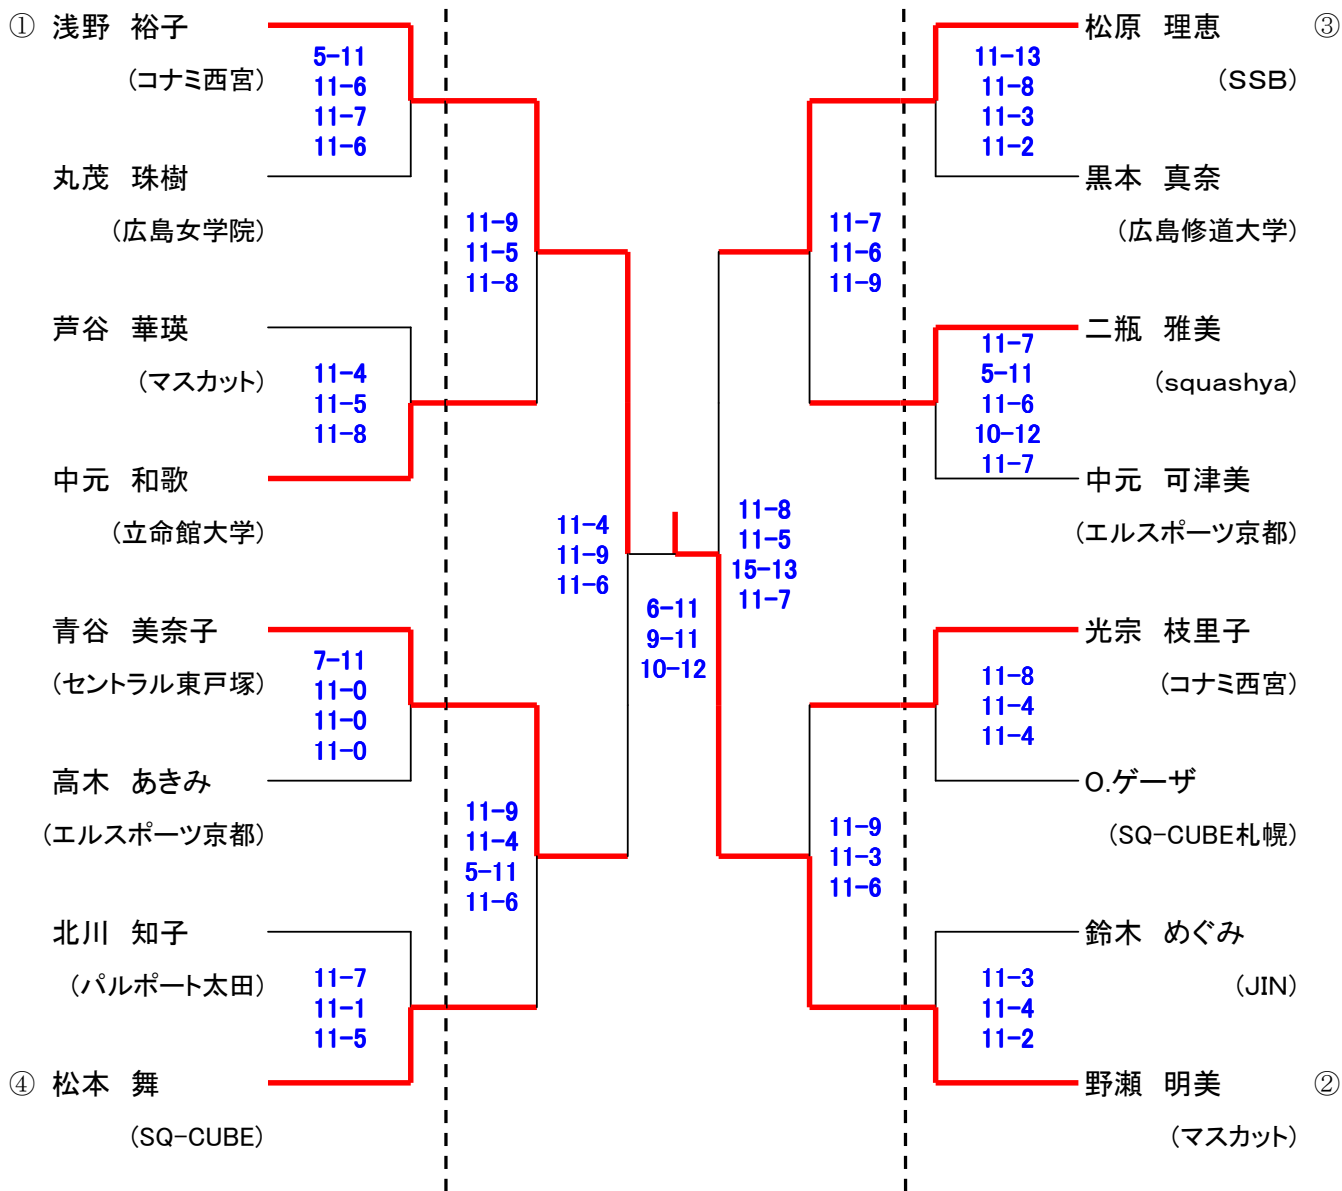 ① 浅野 裕子
(コナミ西宮)
5-11
11-6
11-7
11-6
丸茂 珠樹
(広島女学院)
11-9
11-5
11-8
芦谷 華瑛
(マスカット)
11-4
11-5
11-8
中元 和歌
(立命館大学)
11-4
11-9
11-6
青谷 美奈子
(セントラル東戸塚)
7-11
11-0
11-0
11-0
高木 あきみ
(エルスポーツ京都)
11-9
11-4
5-11
11-6
北川 知子
(パルポート太田)
11-7
11-1
11-5
④ 松本 舞
(SQ-CUBE)
6-11
9-11
10-12
松原 理恵 ③
(SSB)
11-13
11-8
11-3
11-2
黒本 真奈
(広島修道大学)
11-7
11-6
11-9
二瓶 雅美
(squashya)
11-7
5-11
11-6
10-12
11-7
中元 可津美
(エルスポーツ京都)
11-8
11-5
15-13
11-7
光宗 枝里子
(コナミ西宮)
11-8
11-4
11-4
O.ゲーザ
(SQ-CUBE札幌)
11-9
11-3
11-6
鈴木 めぐみ
(JIN)
11-3
11-4
11-2
野瀬 明美 ②
(マスカット)